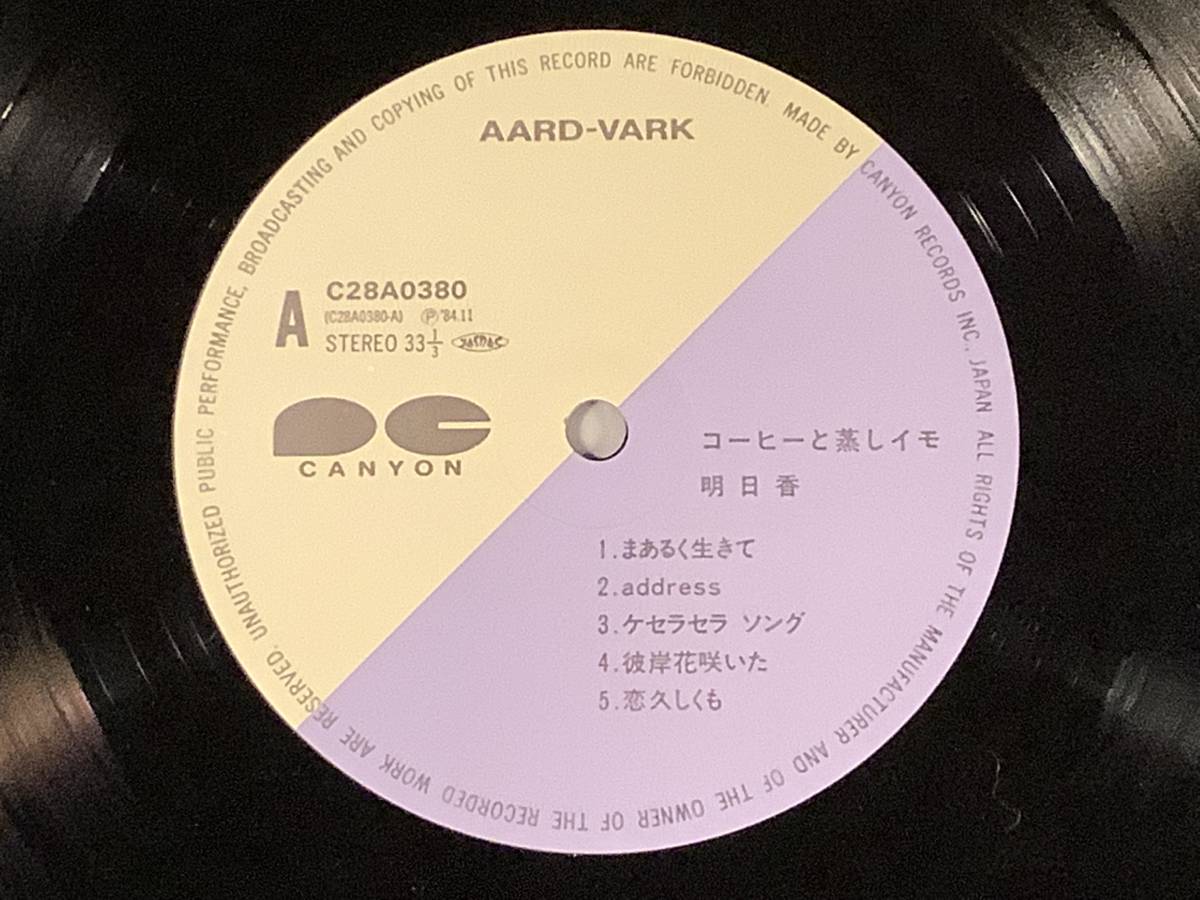 AARD-VARK
A
C28A0380
(C28A0380-A) Ⓟ'84.11
STEREO 33 1/3 JASRAC
CANYON
コーヒーと蒸しイモ
明日香
1.まあるく生きて
2.address
3.ケセラセラ ソング
4.彼岸花咲いた
5.恋久しくも
UNAUTHORIZED PUBLIC PERFORMANCE, BROADCASTING AND COPYING OF THIS RECORD ARE FORBIDDEN. MADE BY CANYON RECORDS INC., JAPAN ALL RIGHTS OF THE MANUFACTURER AND OF THE OWNER OF THE RECORDED WORK ARE RESERVED.